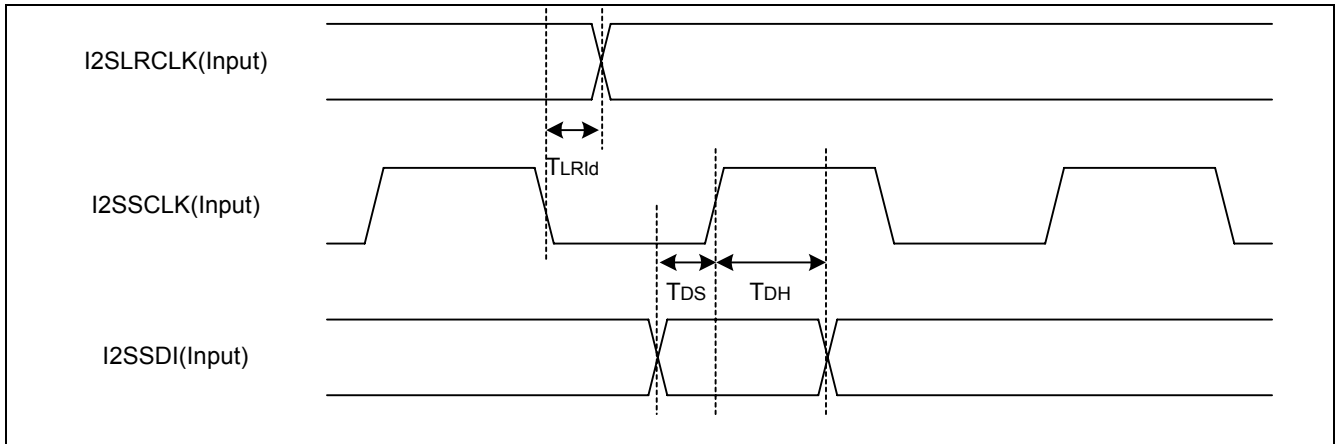 I2SLRCLK(Input)
TLRId
I2SSCLK(Input)
TDS
TDH
I2SSDI(Input)